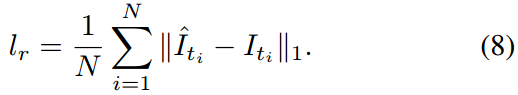 l_r = \frac{1}{N} \sum_{i=1}^{N} \| \hat{I}_{t_i} - I_{t_i} \|_1. (8)